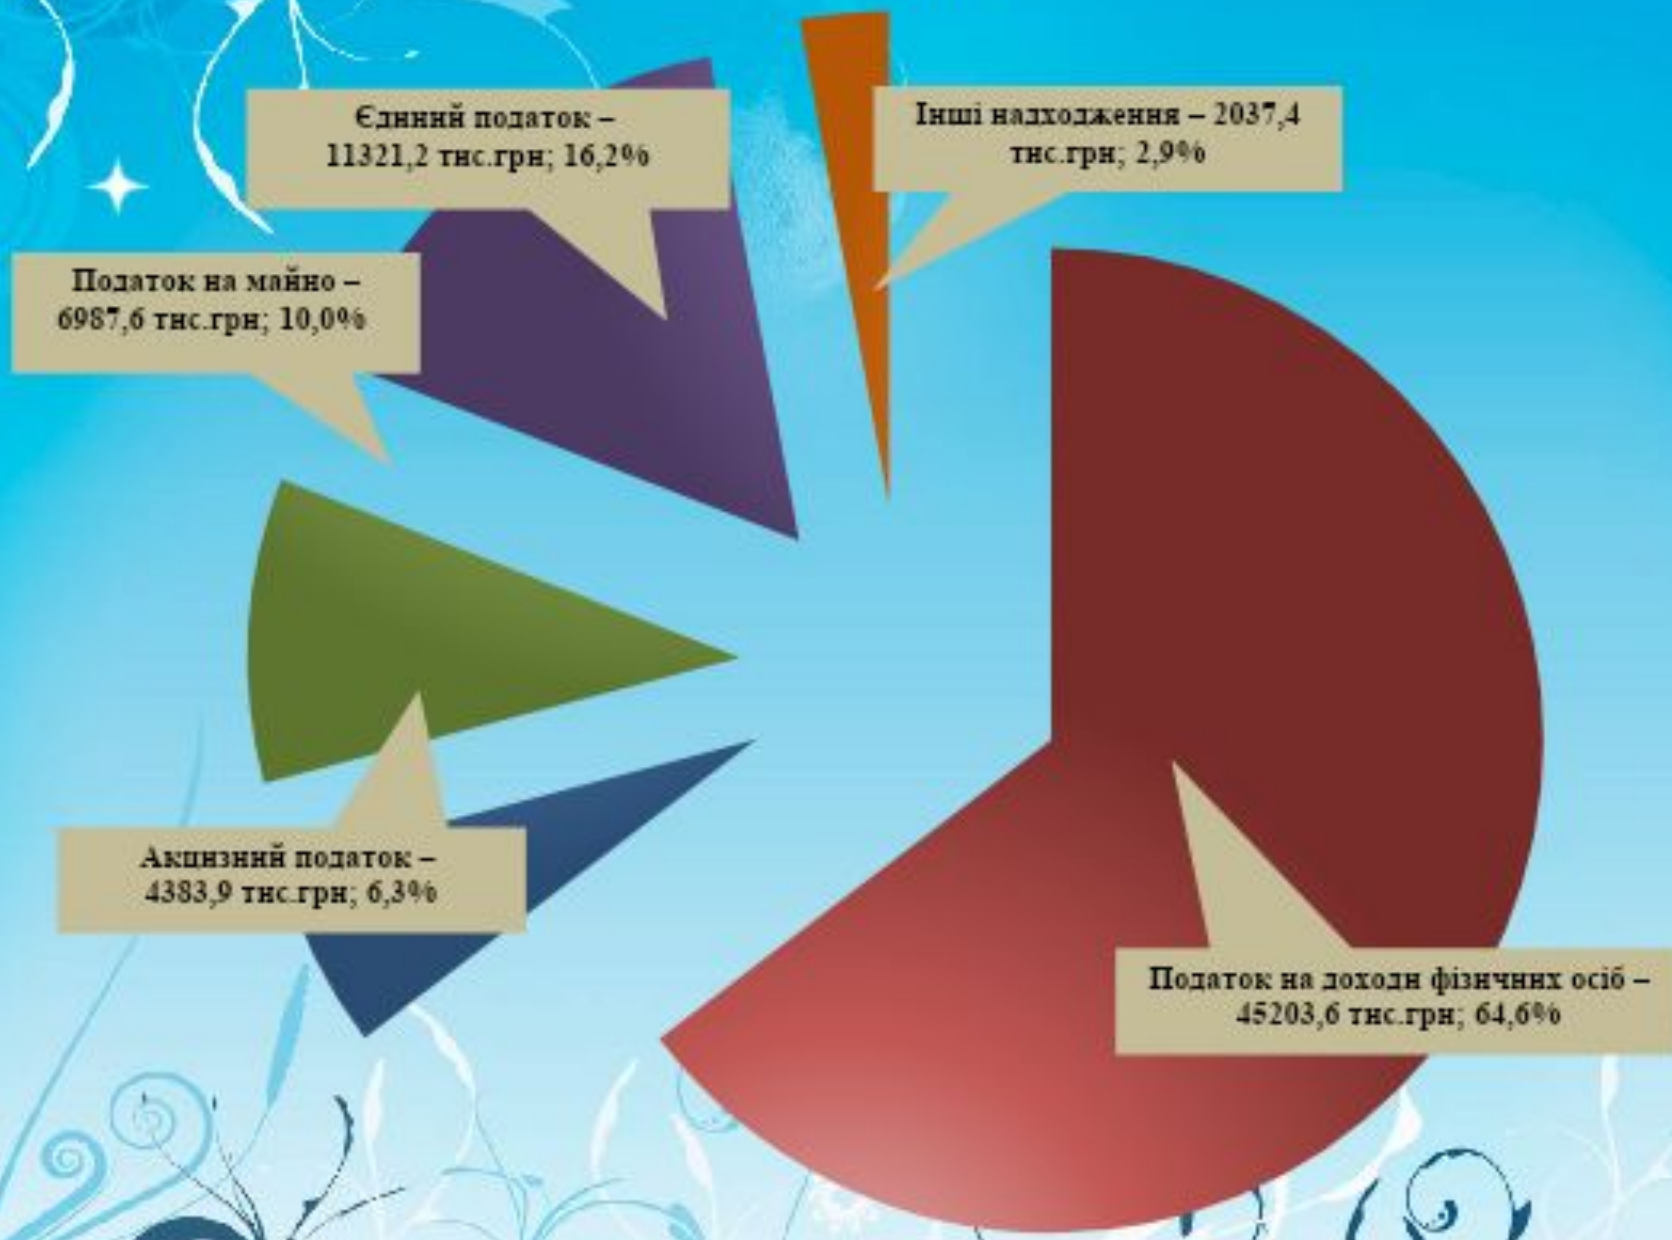 Єдиний податок –
11321,2 тис.грн; 16,2%
Інші надходження – 2037,4
тис.грн; 2,9%
Податок на майно –
6987,6 тис.грн; 10,0%
Акцизний податок –
4383,9 тис.грн; 6,3%
Податок на доходи фізичних осіб –
45203,6 тис.грн; 64,6%